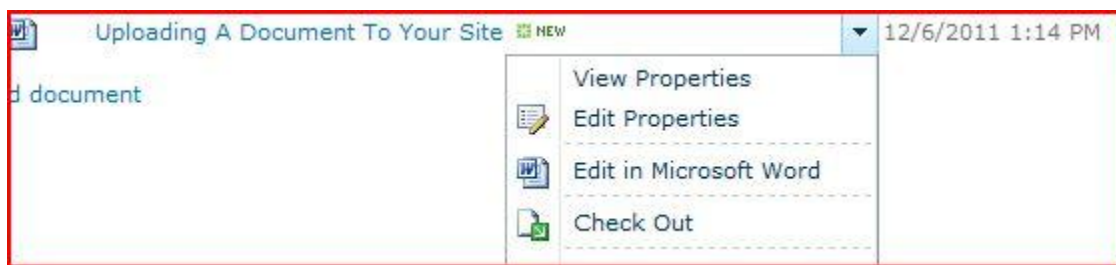 Uploading A Document To Your Site NEW 12/6/2011 1:14 PM
View Properties
d document
Edit Properties
Edit in Microsoft Word
Check Out